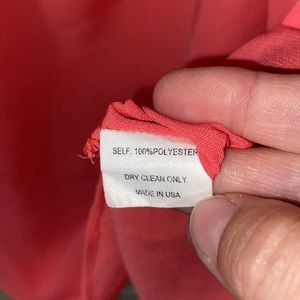 SELF: 100%POLYESTER
DRY CLEAN ONLY
MADE IN USA